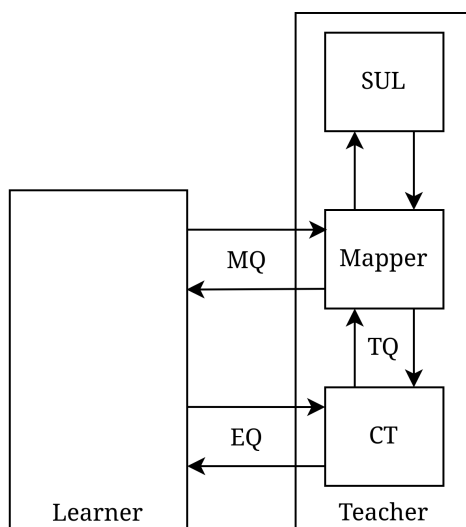 SUL
MQ
Mapper
TQ
EQ
CT
Learner
Teacher